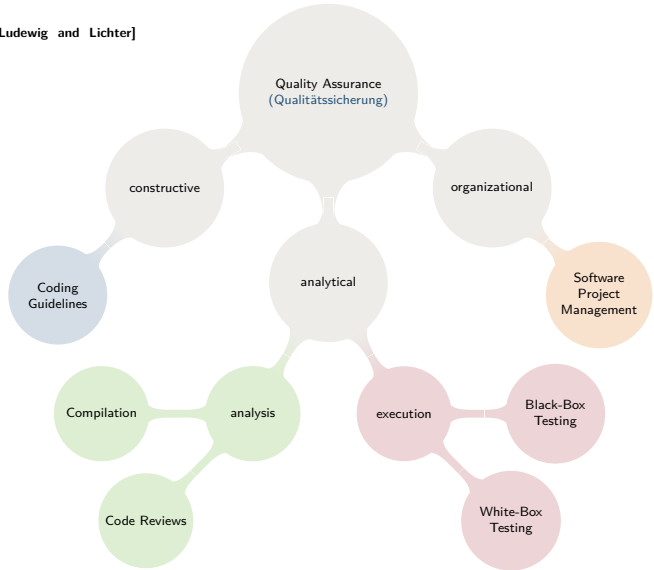 Ludewig and Lichter]
Quality Assurance
(Qualitätssicherung)
constructive
organizational
analytical
Coding
Guidelines
Software
Project
Management
Compilation
analysis
execution
Black-Box
Testing
Code Reviews
White-Box
Testing